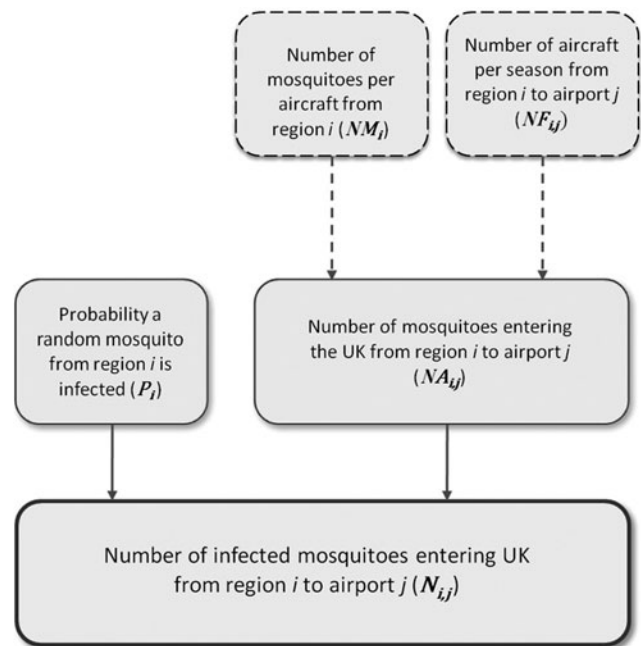 Number of
mosquitoes per
aircraft from
region i (NMi)
Number of aircraft
per season from
region i to airport j
(NFi,j)
Probability a
random mosquito
from region i is
infected (Pi)
Number of mosquitoes entering
the UK from region i to airport j
(NAi,j)
Number of infected mosquitoes entering UK
from region i to airport j (Ni,j)